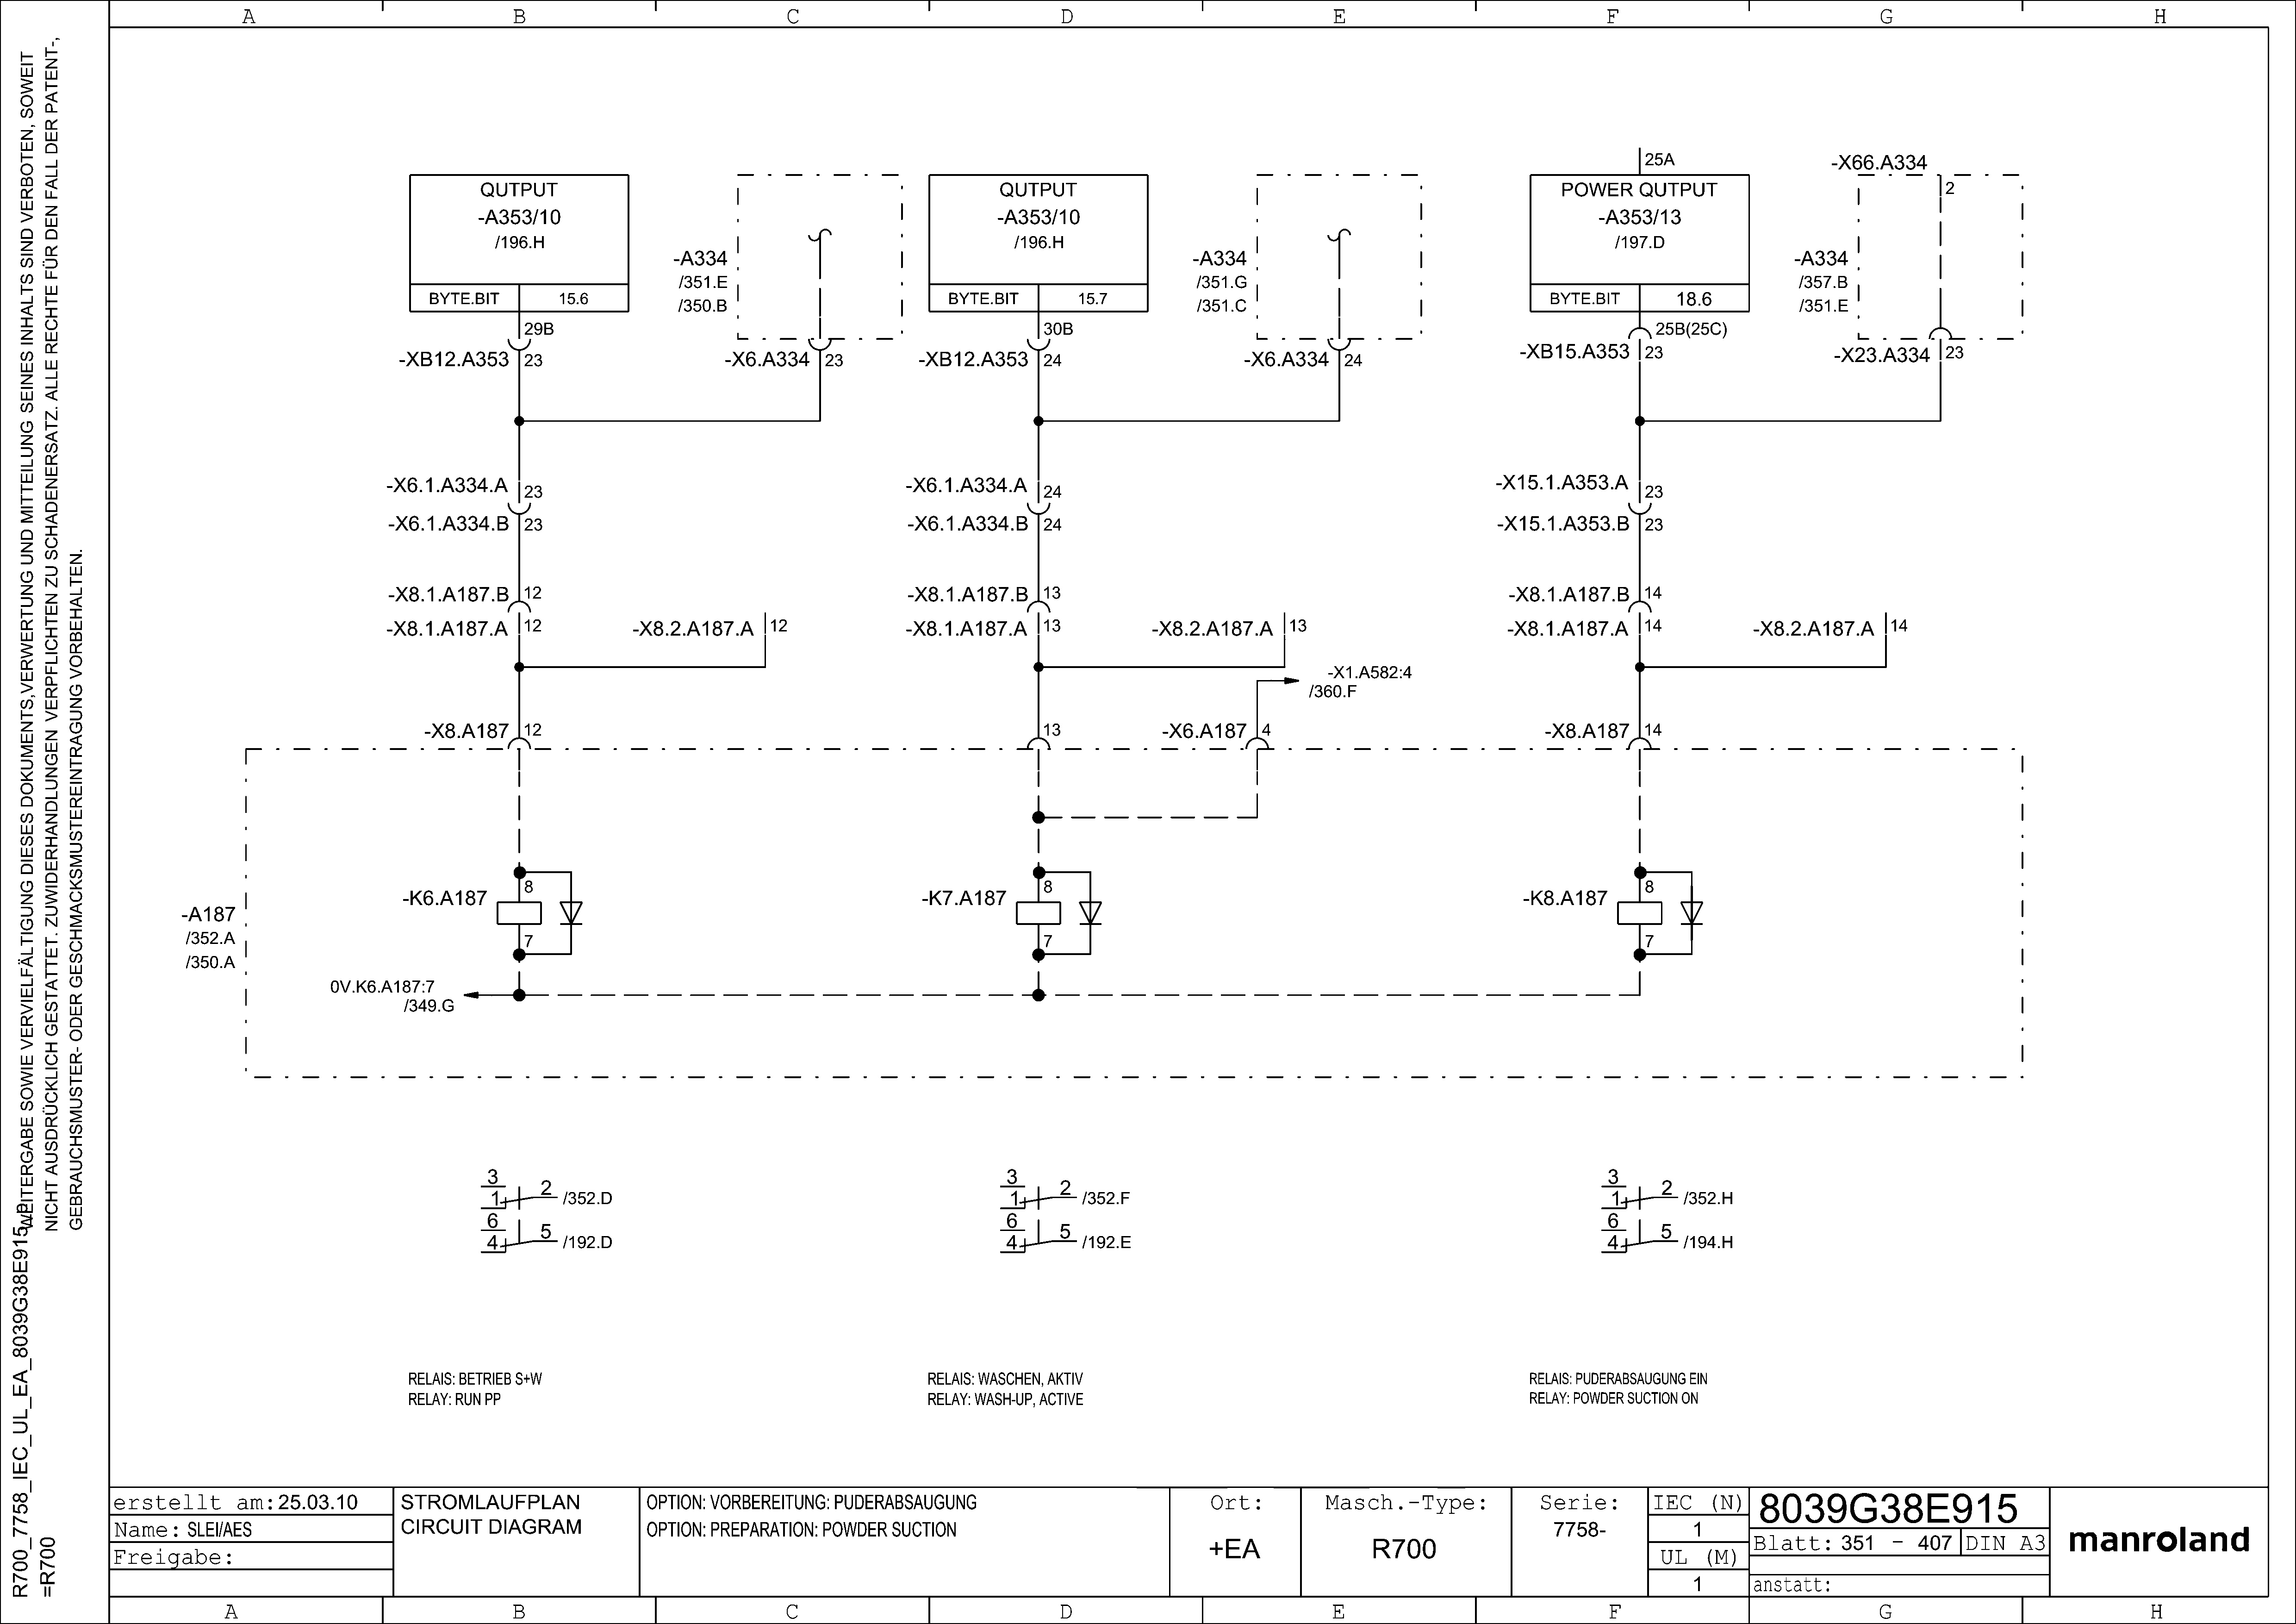 A B C D E F G H
WEITERGABE SOWIE VERVIELFÄLTIGUNG DIESES DOKUMENTS,VERWERTUNG UND MITTEILUNG SEINES INHALTS SIND VERBOTEN, SOWEIT
NICHT AUSDRÜCKLICH GESTATTET. ZUWIDERHANDLUNGEN VERPFLICHTEN ZU SCHADENERSATZ. ALLE RECHTE FÜR DEN FALL DER PATENT-,
GEBRAUCHSMUSTER- ODER GESCHMACKSMUSTEREINTRAGUNG VORBEHALTEN.
=R700
25A
-X66.A334
2
QUTPUT
-A353/10
/196.H
BYTE.BIT 15.6
29B
-XB12.A353 23
-A334
/351.E
/350.B
-X6.A334 23
QUTPUT
-A353/10
/196.H
BYTE.BIT 15.7
30B
-XB12.A353 24
-A334
/351.G
/351.C
-X6.A334 24
POWER QUTPUT
-A353/13
/197.D
BYTE.BIT 18.6
25B(25C)
-XB15.A353 23
-A334
/357.B
/351.E
-X23.A334 23
-X6.1.A334.A 23
-X6.1.A334.B 23
-X6.1.A334.A 24
-X6.1.A334.B 24
-X15.1.A353.A 23
-X15.1.A353.B 23
-X8.1.A187.B 12
-X8.1.A187.A 12
-X8.2.A187.A 12
-X8.1.A187.B 13
-X8.1.A187.A 13
-X8.2.A187.A 13
-X8.1.A187.B 14
-X8.1.A187.A 14
-X8.2.A187.A 14
-X1.A582:4
/360.F
-X8.A187 12
13
-X6.A187 4
-X8.A187 14
-A187
/352.A
/350.A
-K6.A187
8
7
-K7.A187
8
7
-K8.A187
8
7
0V.K6.A187:7
/349.G
3
1 2 /352.D
6
4 5 /192.D
3
1 2 /352.F
6
4 5 /192.E
3
1 2 /352.H
6
4 5 /194.H
RELAIS: BETRIEB S+W
RELAY: RUN PP
RELAIS: WASCHEN, AKTIV
RELAY: WASH-UP, ACTIVE
RELAIS: PUDERABSAUGUNG EIN
RELAY: POWDER SUCTION ON
erstellt am: 25.03.10
Name: SLEI/AES
Freigabe:
STROMLAUFPLAN
CIRCUIT DIAGRAM
OPTION: VORBEREITUNG: PUDERABSAUGUNG
OPTION: PREPARATION: POWDER SUCTION
Ort:
+EA
Masch.-Type:
R700
Serie:
7758-
IEC (N)
1
UL (M)
1
8039G38E915
Blatt: 351 - 407 DIN A3
anstatt:
manroland
A B C D E F G H